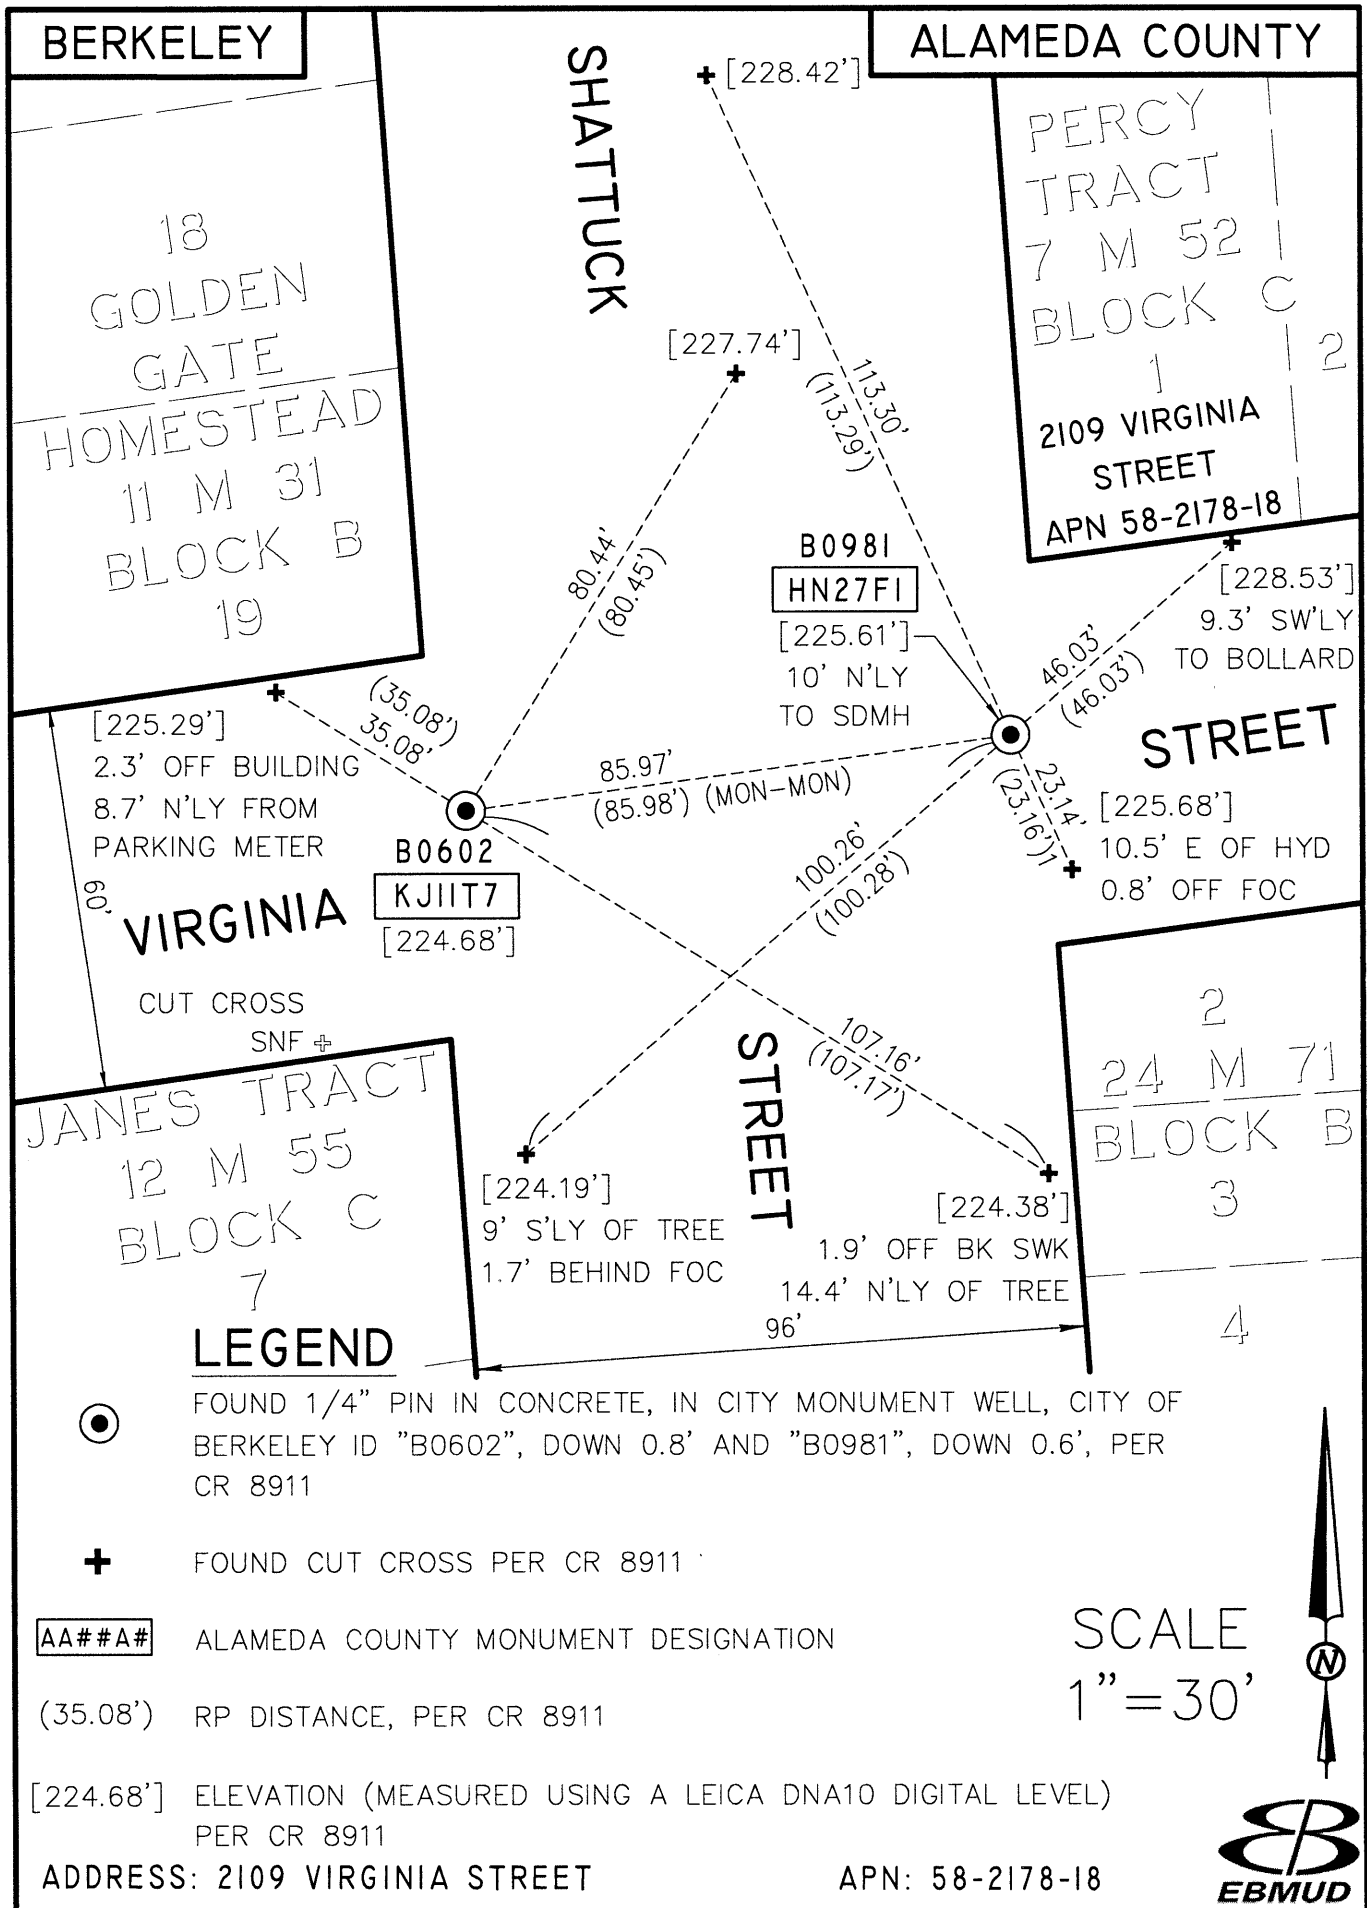 BERKELEY
ALAMEDA COUNTY
SHATTUCK
[228.42']
PERCY
TRACT
7 M 52
BLOCK C
1
2
2109 VIRGINIA
STREET
APN 58-2178-18
18
GOLDEN
GATE
HOMESTEAD
11 M 31
BLOCK B
19
[227.74']
113.30'
(113.29')
80.44'
(80.45')
B0981
HN27F1
[225.61']
10' N'LY
TO SDMH
[228.53']
9.3' SW'LY
TO BOLLARD
46.03'
(46.03')
STREET
(35.08')
35.08'
[225.29']
2.3' OFF BUILDING
8.7' N'LY FROM
PARKING METER
85.97'
(85.98') (MON-MON)
23.14'
(23.16')1
[225.68']
10.5' E OF HYD
0.8' OFF FOC
B0602
KJ11T7
[224.68']
60'
VIRGINIA
100.26'
(100.28')
CUT CROSS
SNF
JANES TRACT
12 M 55
BLOCK C
7
STREET
107.16'
(107.17')
2
24 M 71
BLOCK B
3
4
[224.19']
9' S'LY OF TREE
1.7' BEHIND FOC
[224.38']
1.9' OFF BK SWK
14.4' N'LY OF TREE
96'
LEGEND
FOUND 1/4" PIN IN CONCRETE, IN CITY MONUMENT WELL, CITY OF
BERKELEY ID "B0602", DOWN 0.8' AND "B0981", DOWN 0.6', PER
CR 8911
FOUND CUT CROSS PER CR 8911
AA##A# ALAMEDA COUNTY MONUMENT DESIGNATION
(35.08') RP DISTANCE, PER CR 8911
SCALE
1"=30'
N
[224.68'] ELEVATION (MEASURED USING A LEICA DNA10 DIGITAL LEVEL)
PER CR 8911
ADDRESS: 2109 VIRGINIA STREET
APN: 58-2178-18
EBMUD